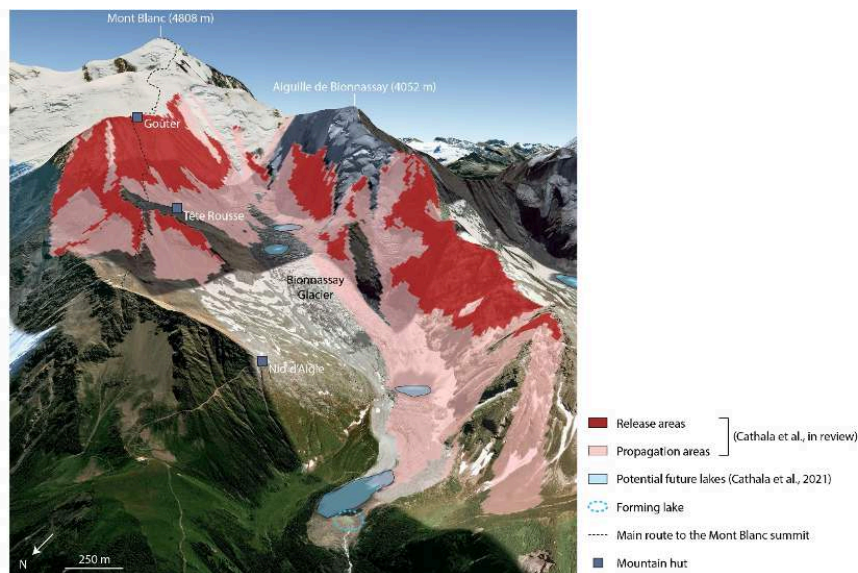 Mont Blanc (4808 m)
Aiguille de Bionnassay (4052 m)
Goûter
Tête Rousse
Bionnassay
Glacier
Nid d'Aigle
N
250 m
Release areas
Propagation areas
(Cathala et al., in review)
Potential future lakes (Cathala et al., 2021)
Forming lake
Main route to the Mont Blanc summit
Mountain hut